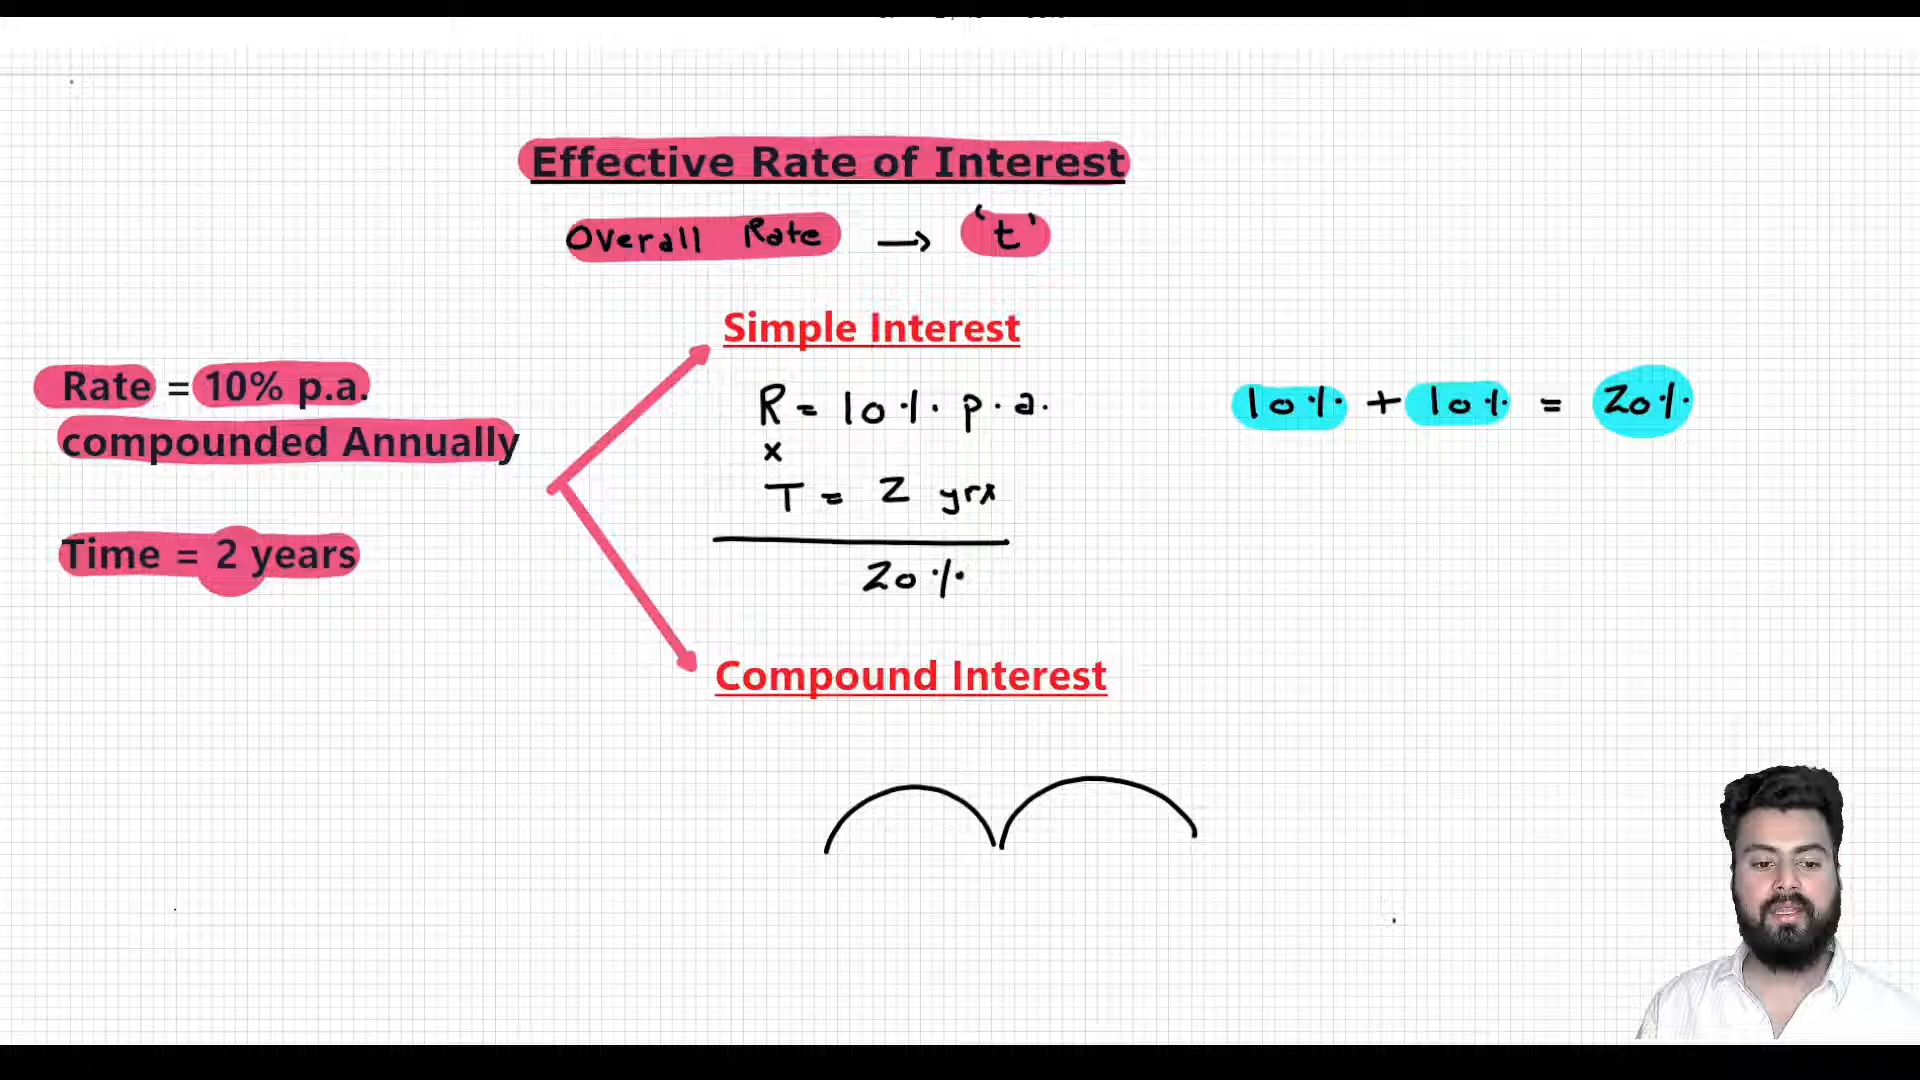 Effective Rate of Interest
Overall Rate → 't'
Simple Interest
Rate = 10% p.a.
compounded Annually
Time = 2 years
R = 10% p.a.
x
T = 2 yrs
20%
10% + 10% = 20%
Compound Interest